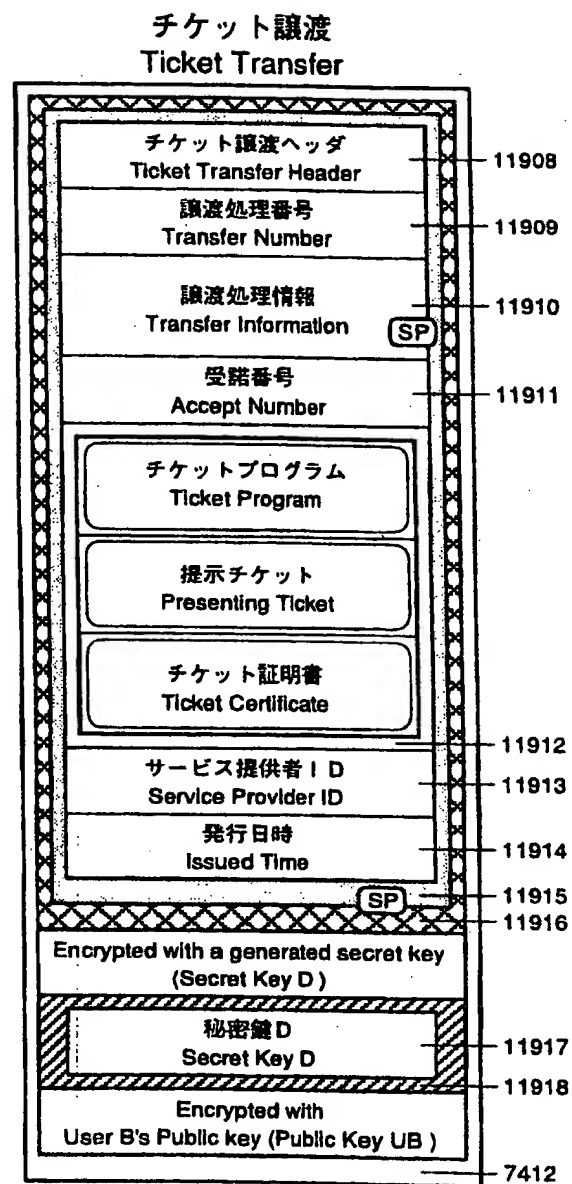 チケット譲渡
Ticket Transfer
チケット譲渡ヘッダ
Ticket Transfer Header
11908
譲渡処理番号
Transfer Number
11909
譲渡処理情報
Transfer Information
SP
11910
受諾番号
Accept Number
11911
チケットプログラム
Ticket Program
提示チケット
Presenting Ticket
チケット証明書
Ticket Certificate
11912
サービス提供者ID
Service Provider ID
11913
発行日時
Issued Time
11914
SP
11915
11916
Encrypted with a generated secret key
(Secret Key D)
秘密鍵D
Secret Key D
11917
11918
Encrypted with
User B's Public key (Public Key UB)
7412